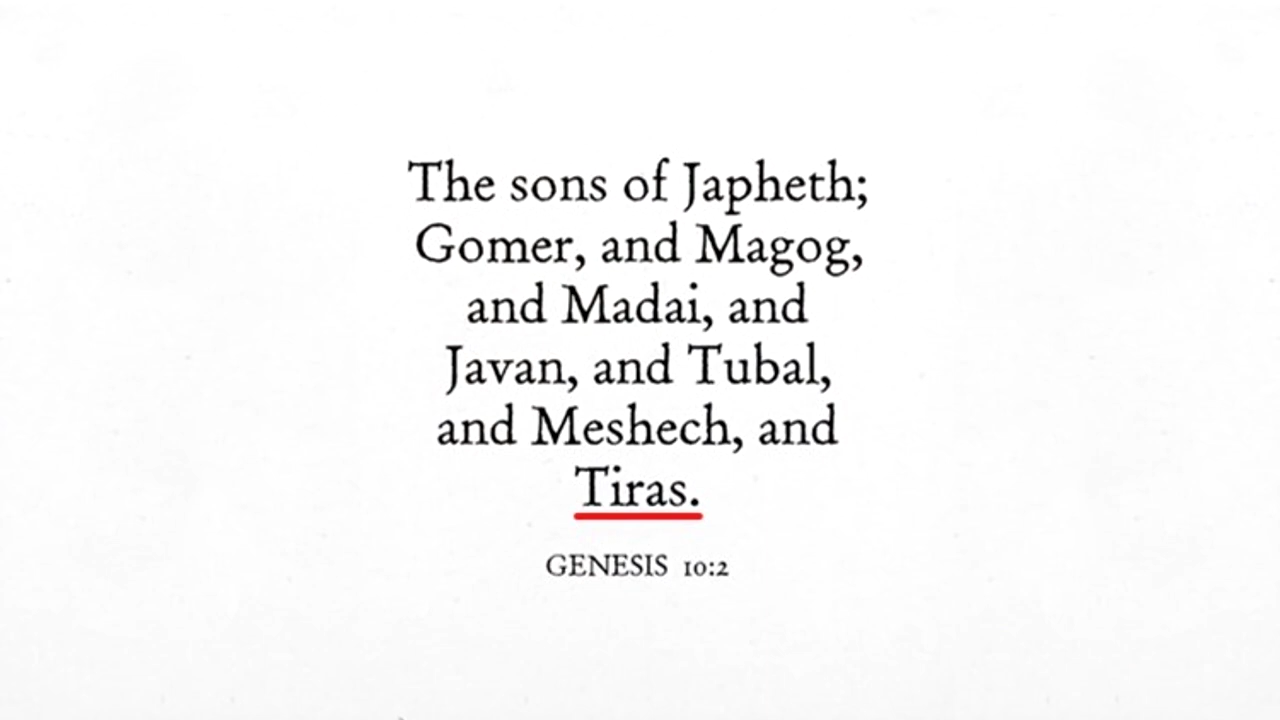 The sons of Japheth;
Gomer, and Magog,
and Madai, and
Javan, and Tubal,
and Meshech, and
Tiras.
GENESIS 10:2